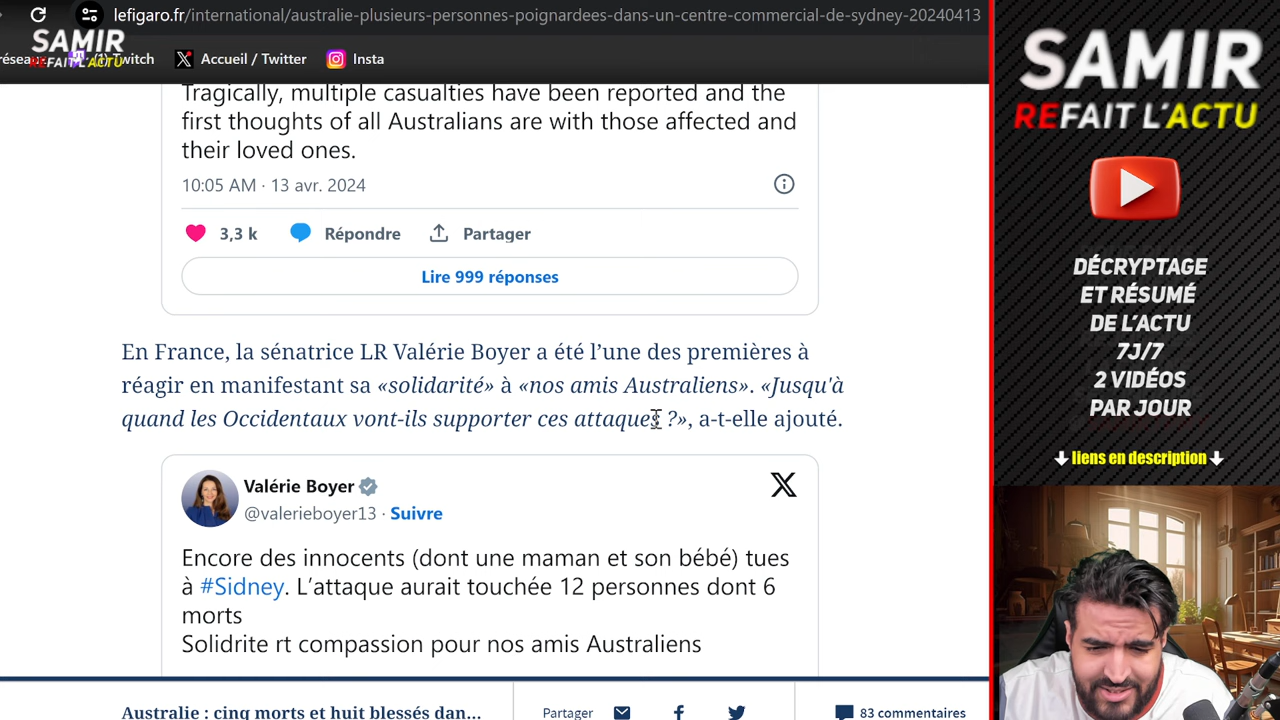 lefigaro.fr/international/australie-plusieurs-personnes-poignardees-dans-un-centre-commercial-de-sydney-20240413
SAMIR
REFAIT L'ACTU
Twitch
Accueil / Twitter
Insta
Tragically, multiple casualties have been reported and the
first thoughts of all Australians are with those affected and
their loved ones.
10:05 AM · 13 avr. 2024
3,3 k
Répondre
Partager
Lire 999 réponses
En France, la sénatrice LR Valérie Boyer a été l’une des premières à
réagir en manifestant sa «solidarité» à «nos amis Australiens». «Jusqu'à
quand les Occidentaux vont-ils supporter ces attaques ?», a-t-elle ajouté.
Valérie Boyer
@valerieboyer13 · Suivre
Encore des innocents (dont une maman et son bébé) tues
à #Sidney. L’attaque aurait touchée 12 personnes dont 6
morts
Solidrite rt compassion pour nos amis Australiens
Australie : cinq morts et huit blessés dan...
Partager
83 commentaires
SAMIR
REFAIT L'ACTU
DÉCRYPTAGE
ET RÉSUMÉ
DE L’ACTU
7J/7
2 VIDÉOS
PAR JOUR
liens en description